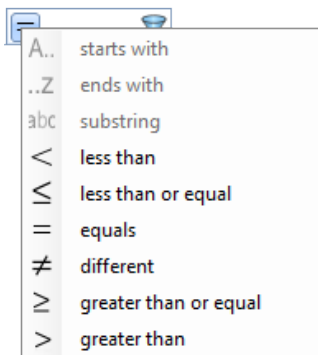 =
A.. starts with
..Z ends with
abc substring
< less than
≤ less than or equal
= equals
≠ different
≥ greater than or equal
> greater than